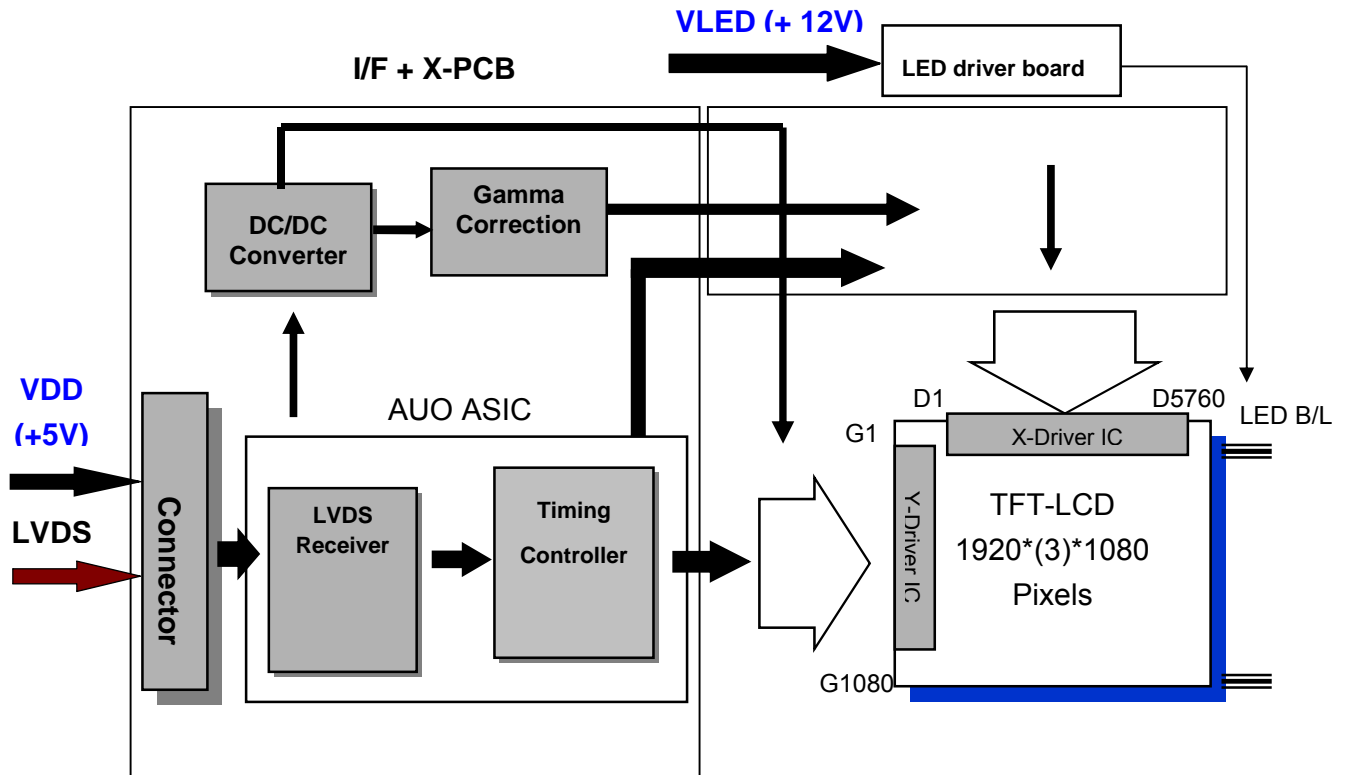 VLED (+ 12V)
I/F + X-PCB
LED driver board
DC/DC
Converter
Gamma
Correction
VDD
(+5V)
LVDS
Connector
AUO ASIC
LVDS
Receiver
Timing
Controller
D1
D5760
G1
X-Driver IC
LED B/L
Y-Driver IC
TFT-LCD
1920*(3)*1080
Pixels
G1080